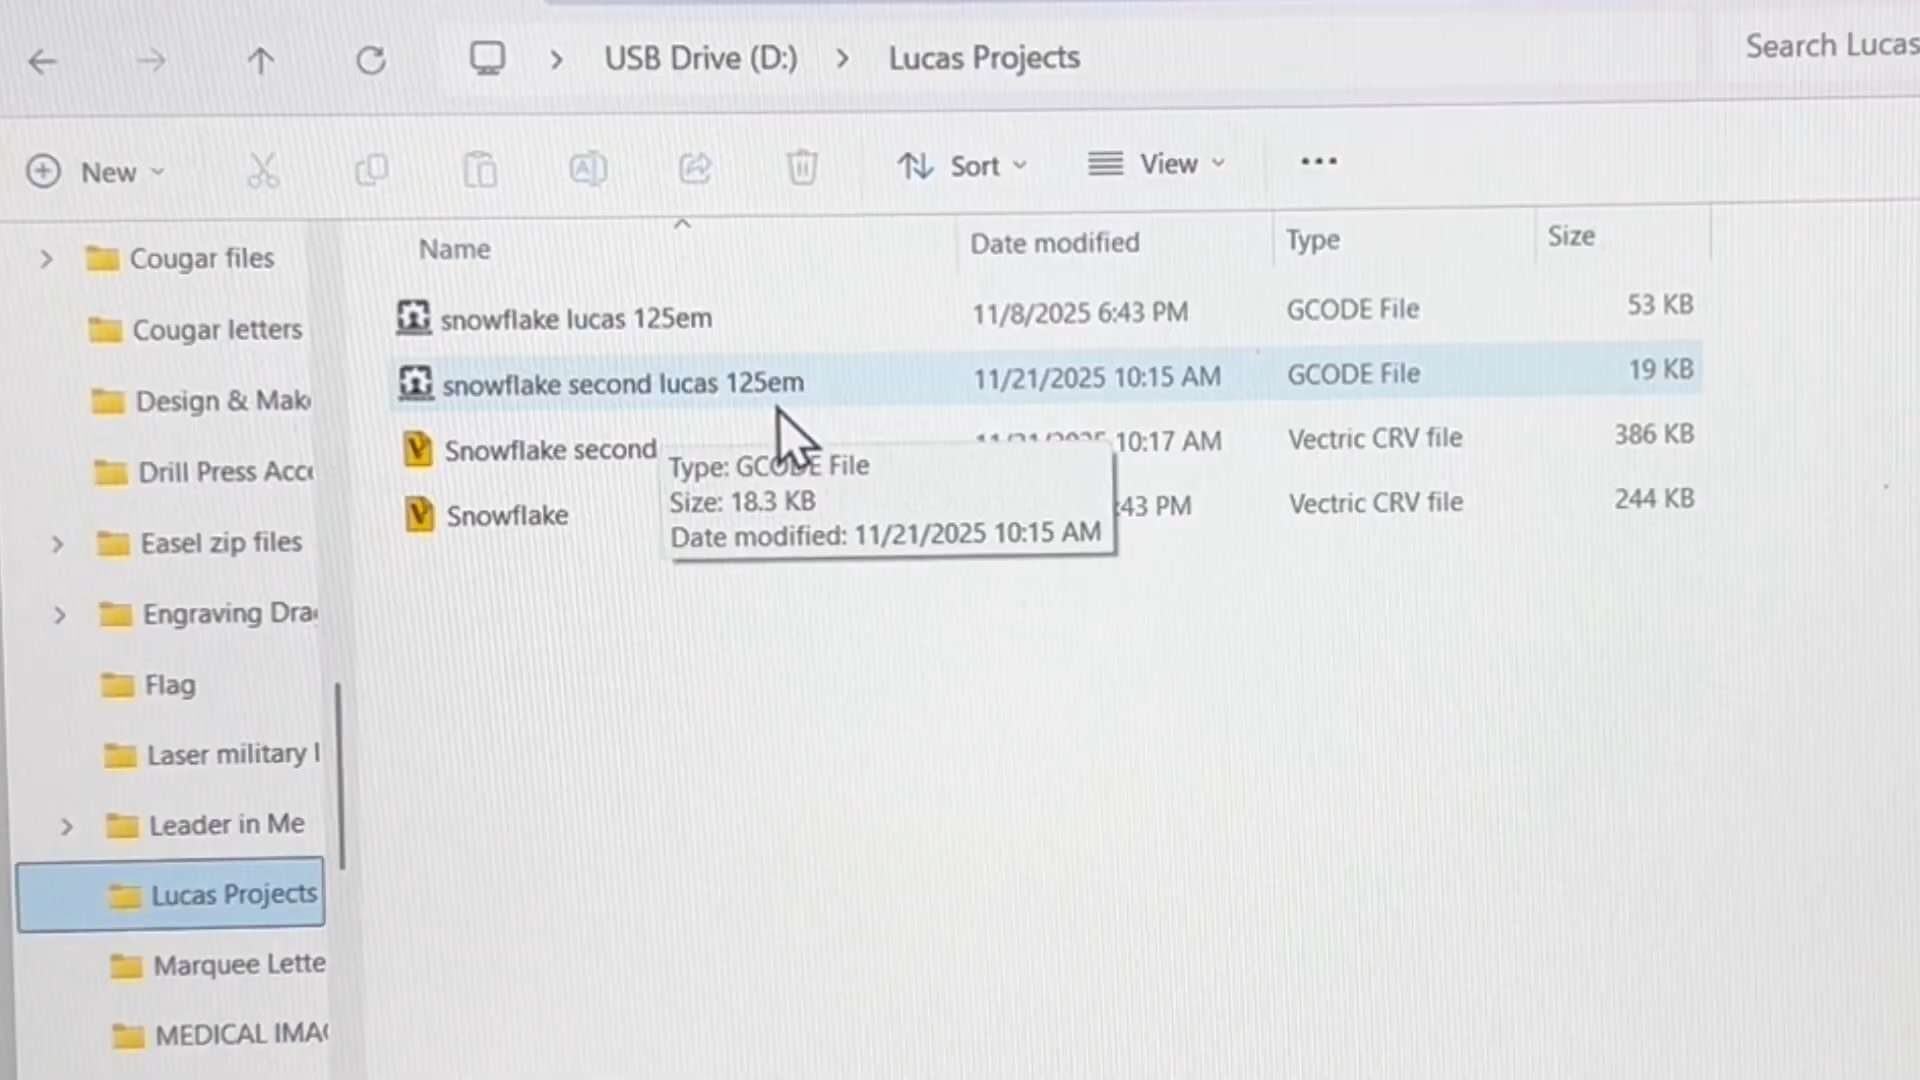 USB Drive (D:) > Lucas Projects
Search Lucas
New
Sort
View
Name Date modified Type Size
snowflake lucas 125em 11/8/2025 6:43 PM GCODE File 53 KB
snowflake second lucas 125em 11/21/2025 10:15 AM GCODE File 19 KB
Snowflake second 10:17 AM Vectric CRV file 386 KB
Snowflake :43 PM Vectric CRV file 244 KB
Type: GCODE File
Size: 18.3 KB
Date modified: 11/21/2025 10:15 AM
Cougar files
Cougar letters
Design & Mak
Drill Press Acc
Easel zip files
Engraving Dra
Flag
Laser military
Leader in Me
Lucas Projects
Marquee Lette
MEDICAL IMA